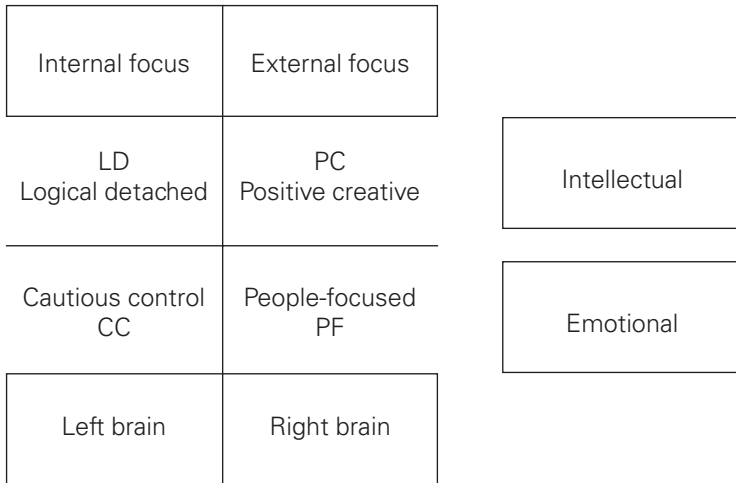 Internal focus
External focus
LD
Logical detached
PC
Positive creative
Intellectual
Cautious control
CC
People-focused
PF
Emotional
Left brain
Right brain